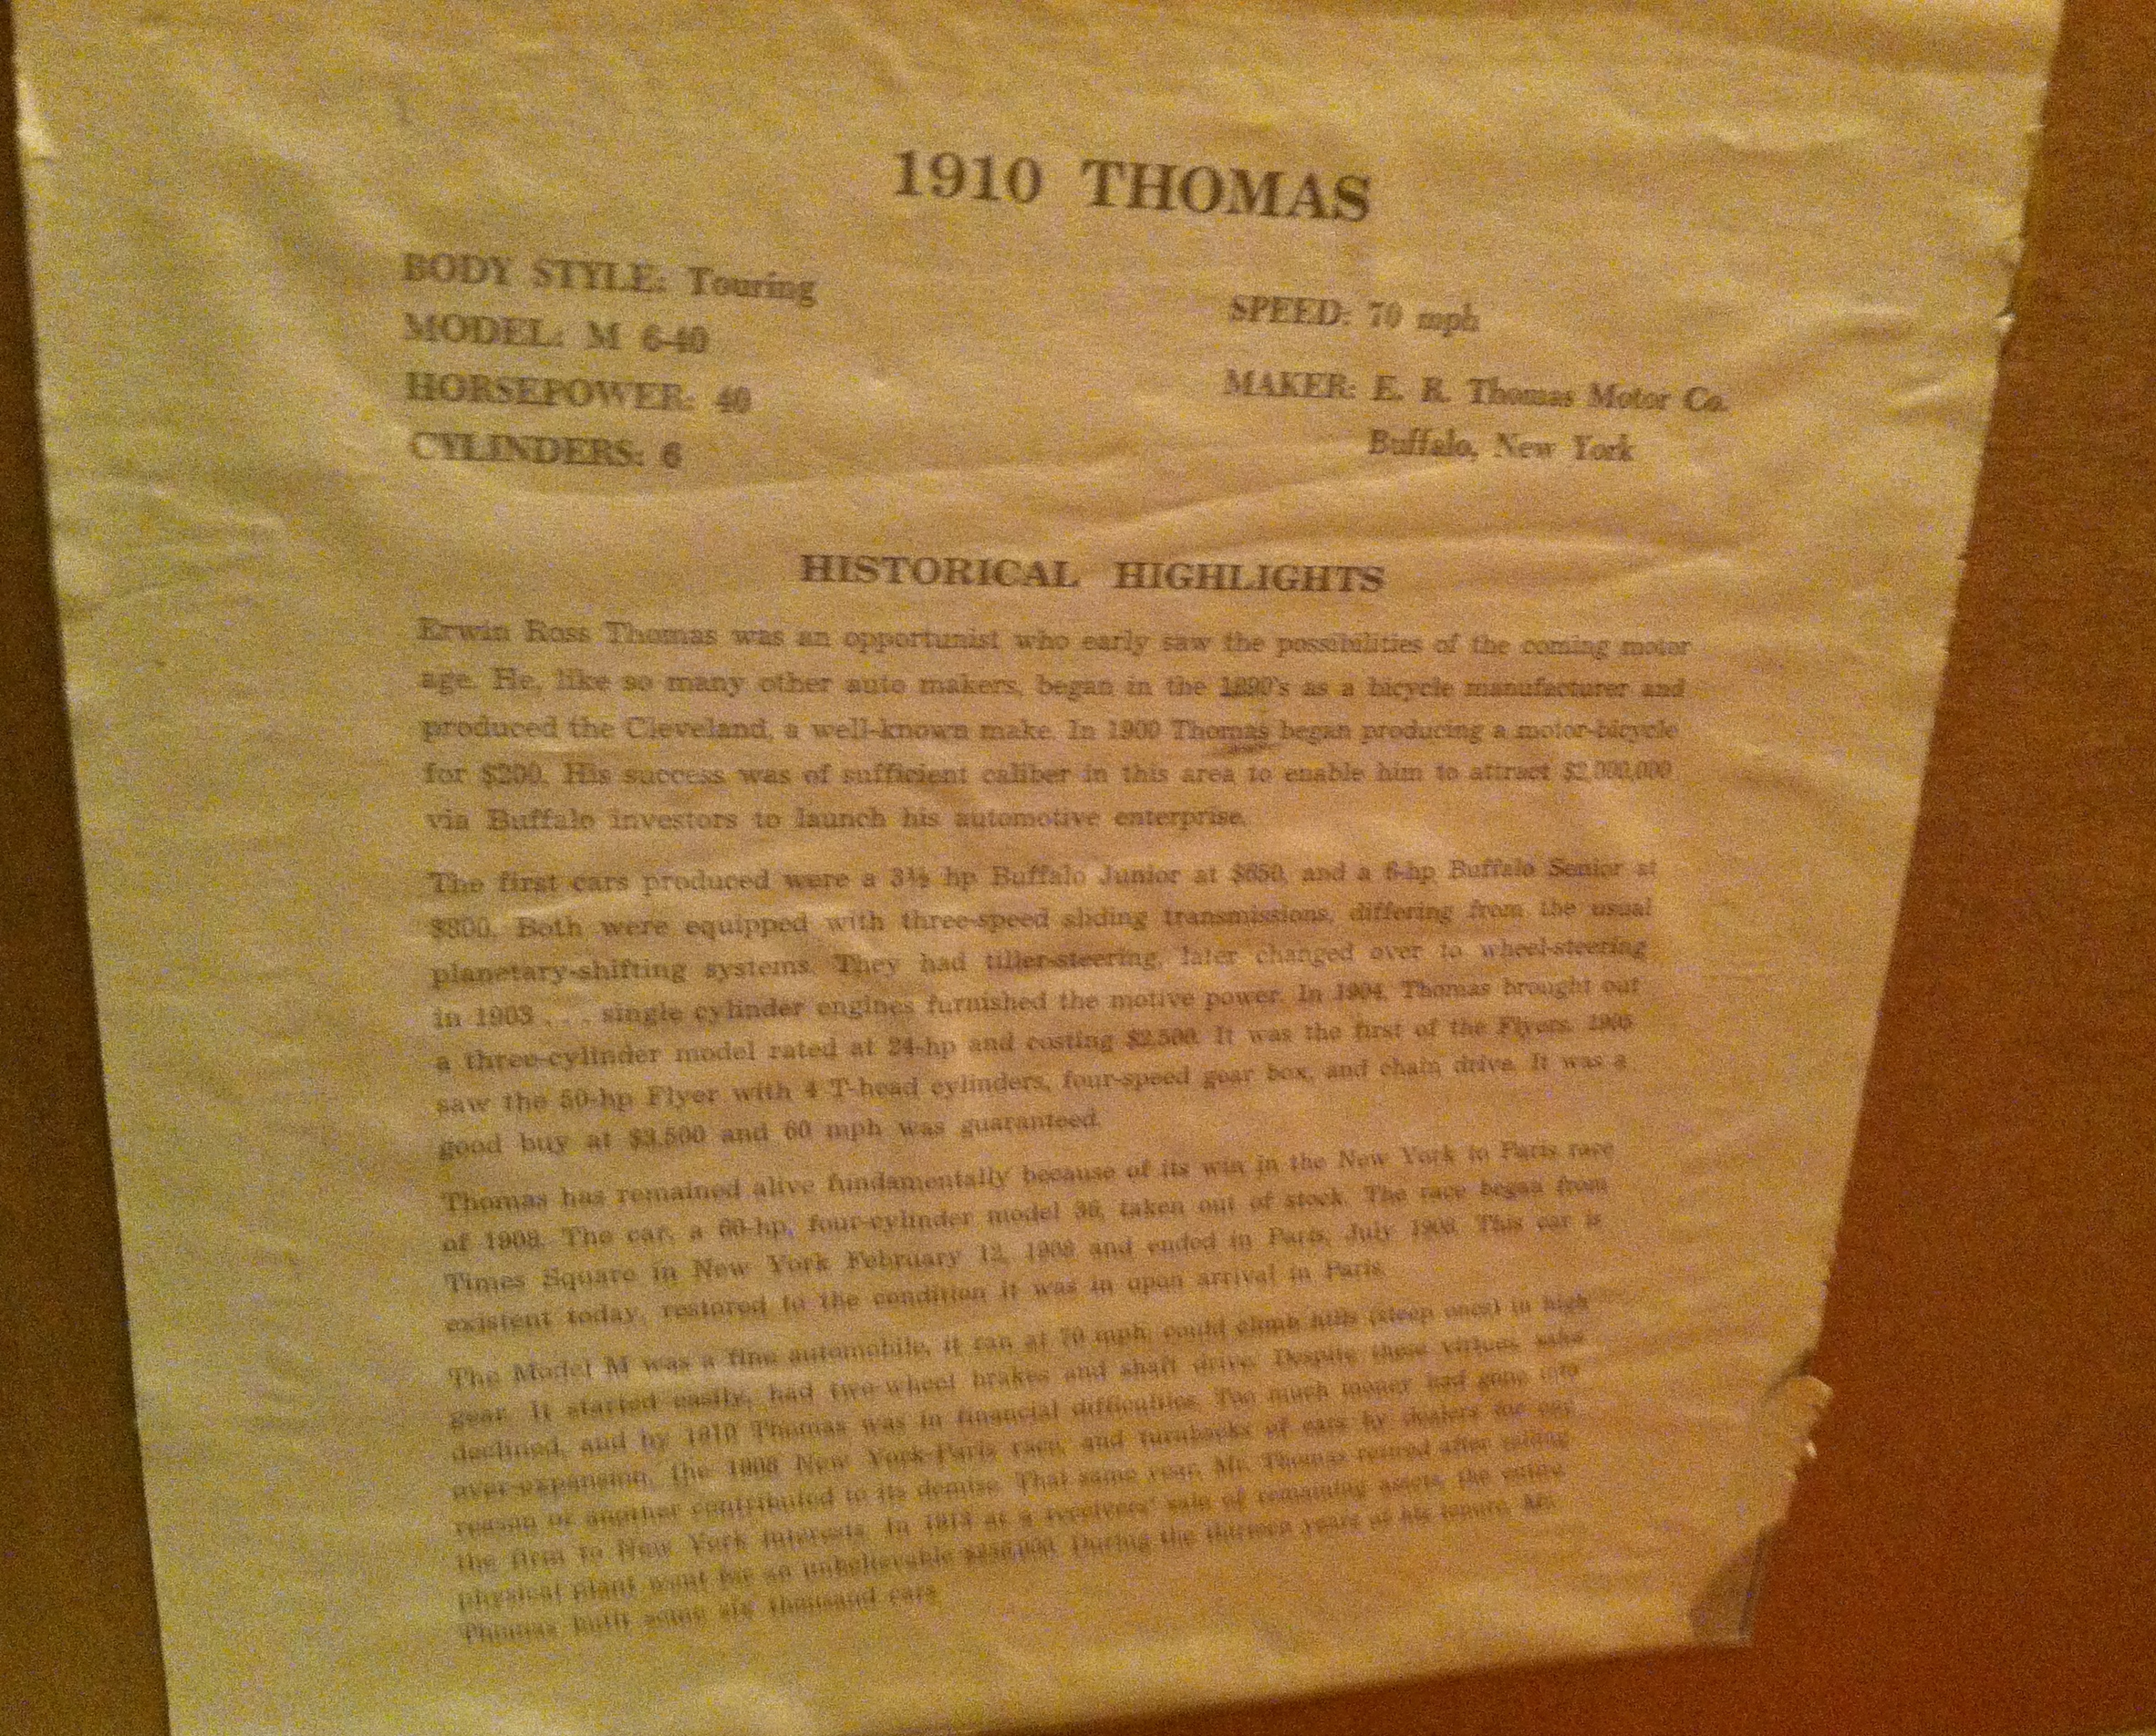 1910 THOMAS
BODY STYLE: Touring
MODEL: M 6-40
HORSEPOWER: 40
CYLINDERS: 6
SPEED: 70 mph
MAKER: E. R. Thomas Motor Co.
Buffalo, New York
HISTORICAL HIGHLIGHTS
Erwin Ross Thomas was an opportunist who early saw the possibilities of the coming motor
age. He, like so many other auto makers, began in the 1890's as a bicycle manufacturer and
produced the Cleveland, a well-known make. In 1900 Thomas began producing a motor-bicycle
for $200. His success was of sufficient caliber in this area to enable him to attract $2,000,000
via Buffalo investors to launch his automotive enterprise.
The first cars produced were a 3½ hp Buffalo Junior at $650, and a 6-hp Buffalo Senior at
$800. Both were equipped with three-speed sliding transmissions, differing from the usual
planetary-shifting systems. They had tiller-steering, later changed over to wheel-steering
in 1903 . . . single cylinder engines furnished the motive power. In 1904, Thomas brought out
a three-cylinder model rated at 24-hp and costing $2,500. It was the first of the Flyers. 1905
saw the 50-hp Flyer with 4 T-head cylinders, four-speed gear box, and chain drive. It was a
good buy at $3,500 and 60 mph was guaranteed.
Thomas has remained alive fundamentally because of its win in the New York to Paris race
of 1908. The car, a 60-hp, four-cylinder model 36, taken out of stock. The race began from
Times Square in New York February 12, 1908 and ended in Paris, July 1908. This car is
existent today, restored to the condition it was in upon arrival in Paris.
The Model M was a fine automobile, it ran at 70 mph, could climb hills (steep ones) in high
gear. It started easily, had two-wheel brakes and shaft drive. Despite these virtues sales
declined, and by 1910 Thomas was in financial difficulties. Too much money had gone into
over-expansion, the 1908 New York-Paris race, and turnbacks of cars by dealers for one
reason or another contributed to its demise. That same year, Mr. Thomas retired after selling
the firm to New York interests. In 1913 at a receivers' sale of remaining assets, the entire
physical plant went for an unbelievable During the thirteen years of his tenure, Mr.
Thomas built some six thousand cars.